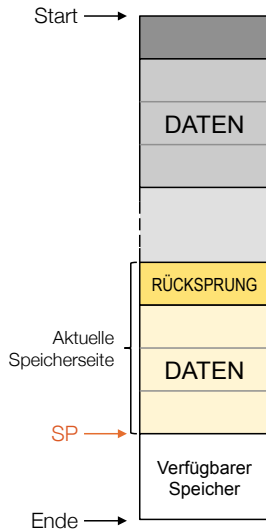 Start
DATEN
RÜCKSPRUNG
Aktuelle
Speicherseite
DATEN
SP
Verfügbarer
Speicher
Ende